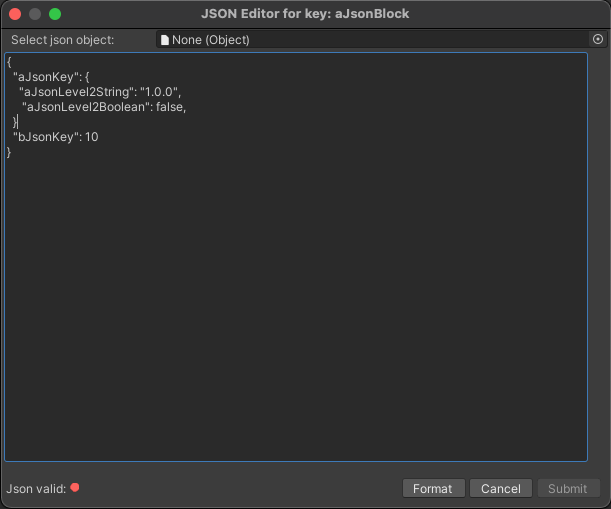 JSON Editor for key: aJsonBlock
Select json object: None (Object)
{
"aJsonKey": {
"aJsonLevel2String": "1.0.0",
"aJsonLevel2Boolean": false,
}
"bJsonKey": 10
}
Json valid: Format Cancel Submit